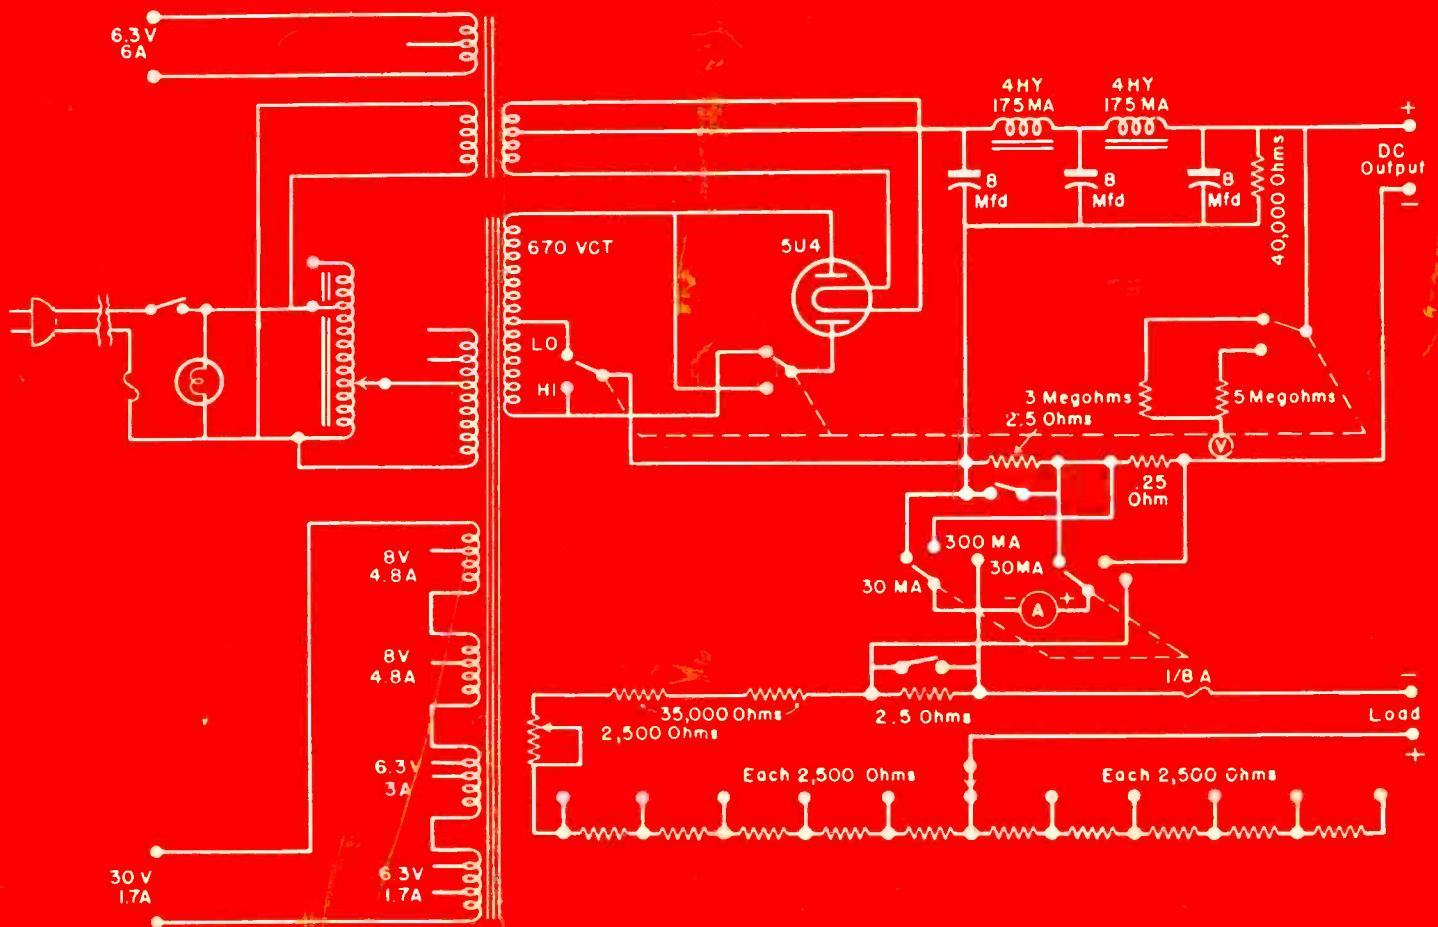 6.3V
6A
4HY
175MA
4HY
175MA
+
DC
Output
−
8
Mfd
8
Mfd
8
Mfd
40,000 Ohms
670 VCT
5U4
LO
HI
3 Megohms
2.5 Ohms
5 Megohms
V
.25
Ohm
300 MA
30MA
30 MA
−
A
+
8V
4.8A
8V
4.8A
1/8 A
−
35,000 Ohms
2,500 Ohms
2.5 Ohms
Load
+
6.3V
3A
Each 2,500 Ohms
Each 2,500 Ohms
30 V
1.7A
6.3V
1.7A